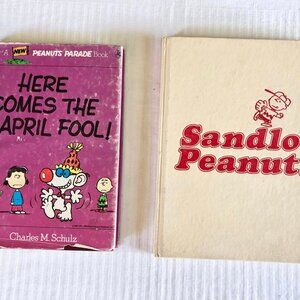 A NEW PEANUTS PARADE Book
HERE
COMES THE
APRIL FOOL!
Charles M. Schulz
Sandlo
Peanut